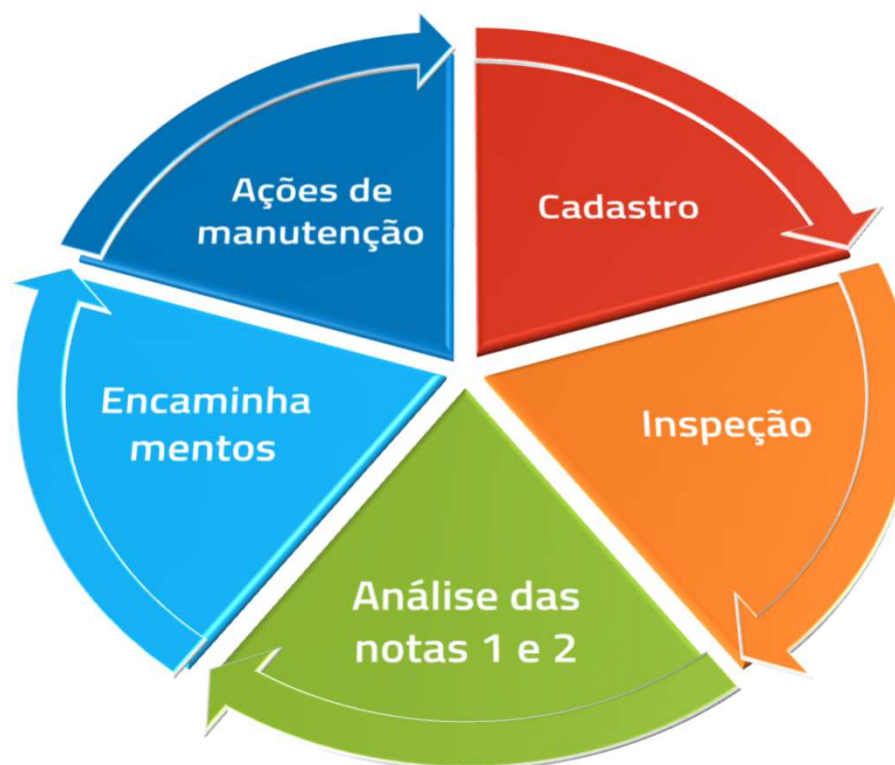 Ações de
manutenção
Cadastro
Encaminha
mentos
Inspeção
Análise das
notas 1 e 2